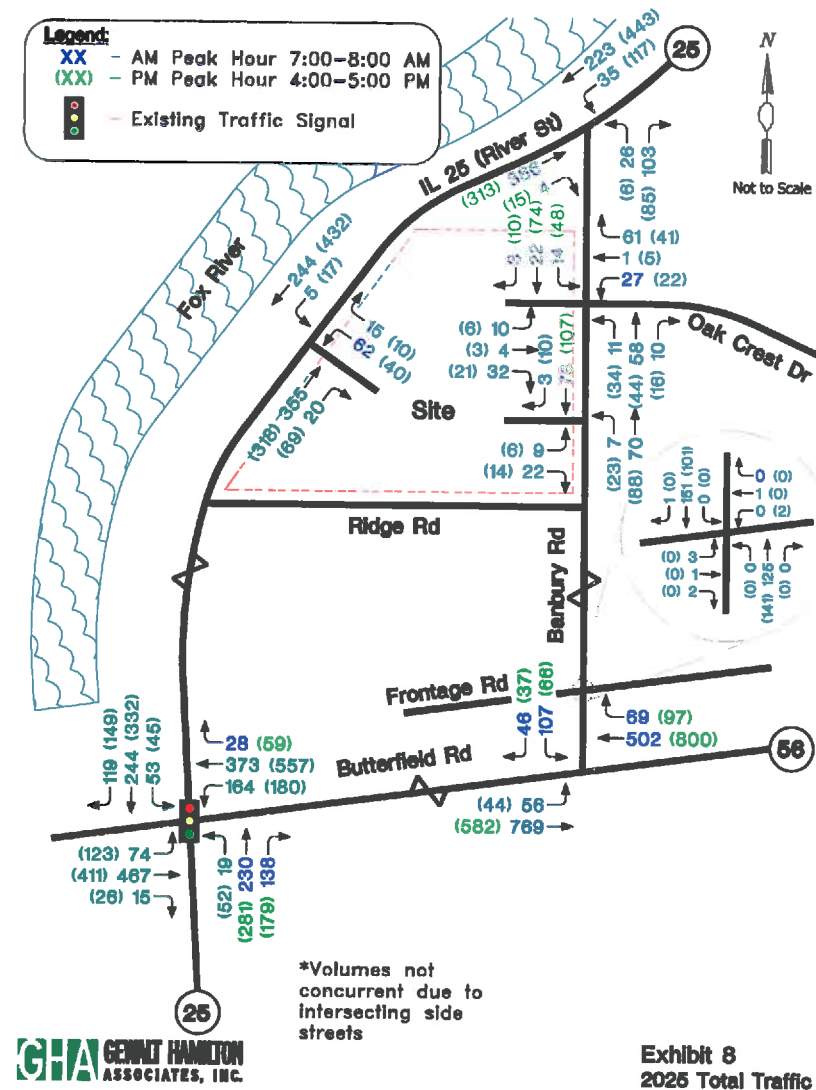 Legend:
XX – AM Peak Hour 7:00–8:00 AM
(XX) – PM Peak Hour 4:00–5:00 PM
Existing Traffic Signal
223 (443)
35 (117)
25
N
Not to Scale
IL 25 (River St)
(313)
(15)
(6) 26
(85) 103
Fox River
244 (432)
5 (17)
(10)
22 (74)
14 (48)
61 (41)
1 (5)
27 (22)
15 (10)
62 (40)
(6) 10
(3) 4
(21) 32
3 (10)
(107)
(34) 11
(44) 58
(16) 10
Oak Crest Dr
(318) 355
(69) 20
Site
(6) 9
(14) 22
(23) 7
(88) 70
1 (0)
151 (101)
0 (0)
0 (0)
1 (0)
0 (2)
(0) 3
(0) 1
(0) 2
(0) 0
(141) 125
(0) 0
Ridge Rd
Banbury Rd
Frontage Rd
46 (37)
107 (66)
69 (97)
502 (800)
56
119 (149)
244 (332)
53 (45)
28 (59)
373 (557)
164 (180)
Butterfield Rd
(44) 56
(582) 769
(123) 74
(411) 467
(26) 15
(52) 19
(281) 230
(179) 138
*Volumes not
concurrent due to
intersecting side
streets
25
GHA GEWALT HAMILTON
ASSOCIATES, INC.
Exhibit 8
2025 Total Traffic